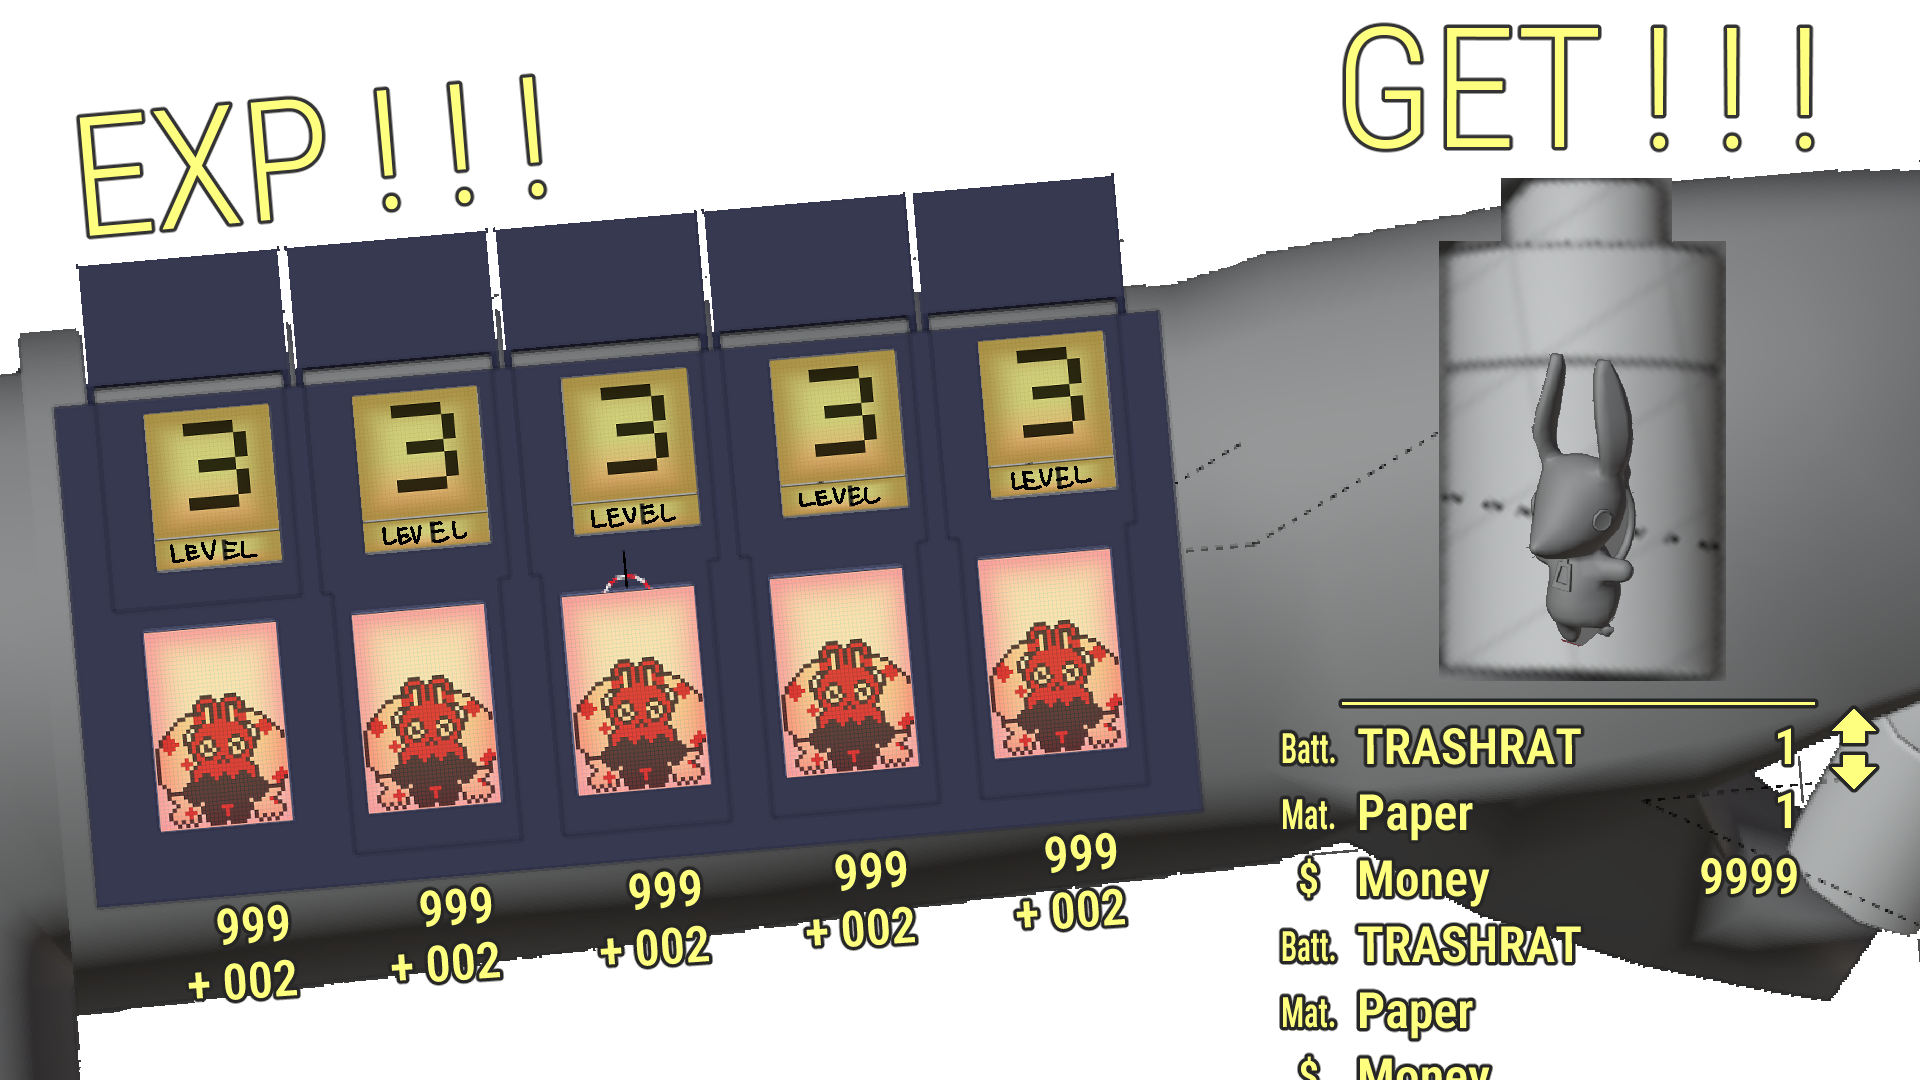 EXP!!!
3 3 3 3 3
LEVEL LEVEL LEVEL LEVEL LEVEL
T T T T T
999 999 999 999 999
+ 002 + 002 + 002 + 002 + 002
GET!!!
Batt. TRASHRAT 1
Mat. Paper 1
$ Money 9999
Batt. TRASHRAT
Mat. Paper
$ Money